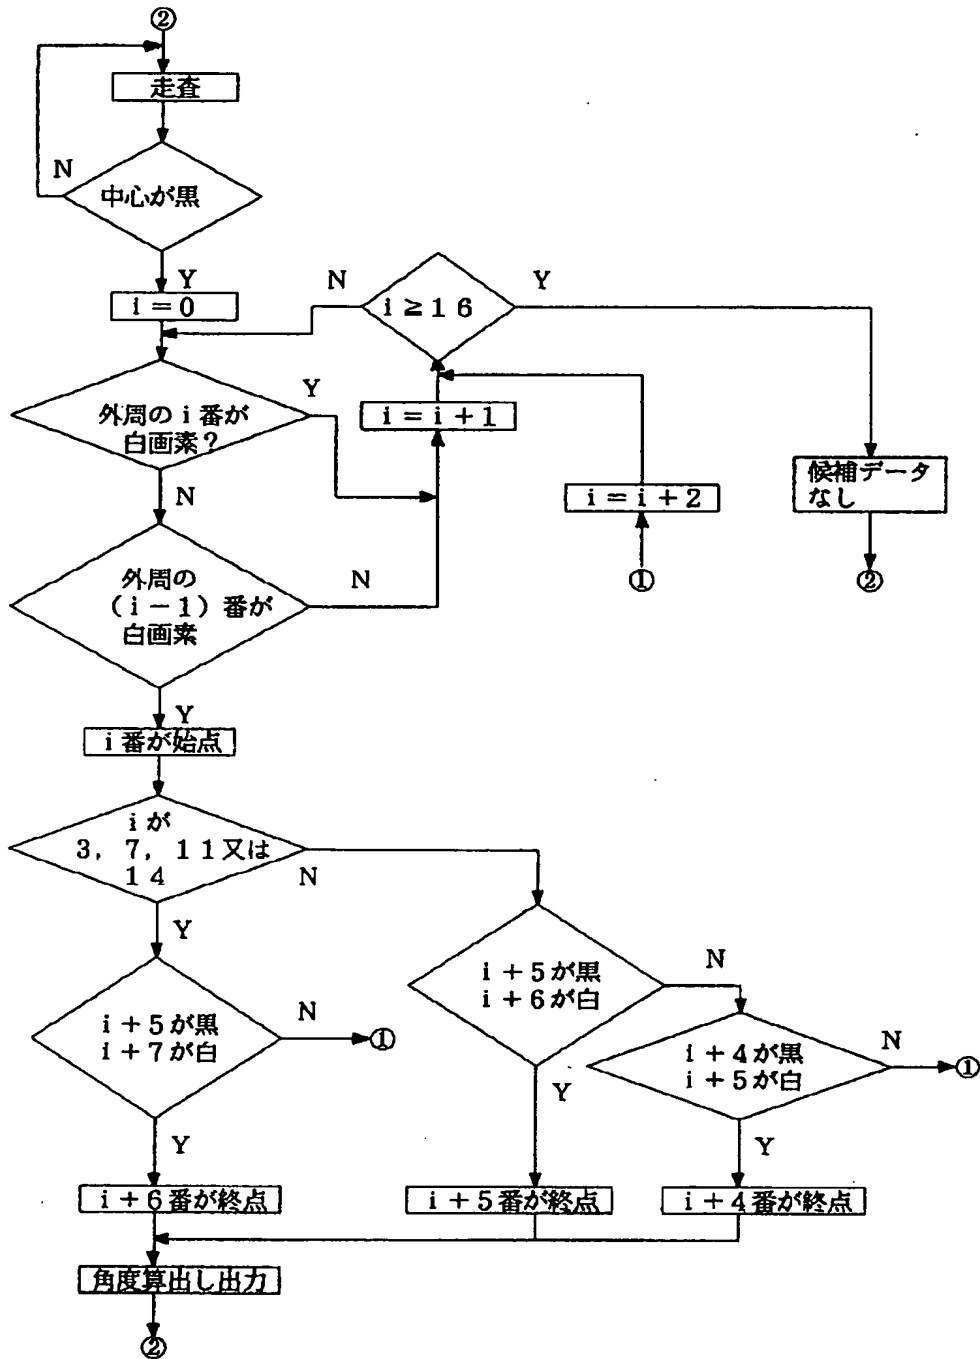 ②
走査
N
中心が黒
Y
i＝0
N
i≧16
Y
外周のi番が
白画素？
Y
i＝i＋1
候補データ
なし
i＝i＋2
N
①
②
外周の
（i－1）番が
白画素
N
Y
i番が始点
iが
3，7，11又は
14
N
Y
i＋5が黒
i＋6が白
N
i＋5が黒
i＋7が白
N
①
i＋4が黒
i＋5が白
N
①
Y
Y
Y
i＋6番が終点
i＋5番が終点
i＋4番が終点
角度算出し出力
②